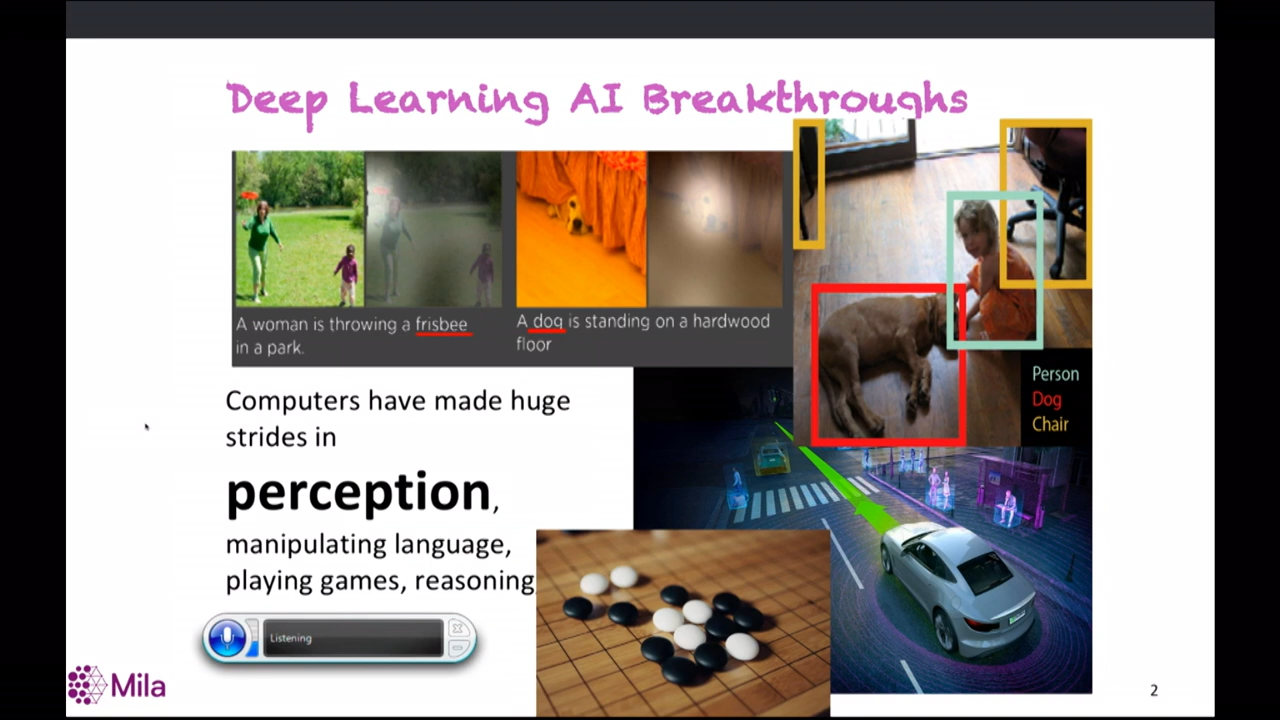 Deep Learning AI Breakthroughs
A woman is throwing a frisbee
in a park.
A dog is standing on a hardwood
floor
Person
Dog
Chair
Computers have made huge
strides in
perception,
manipulating language,
playing games, reasoning
Listening
Mila
2